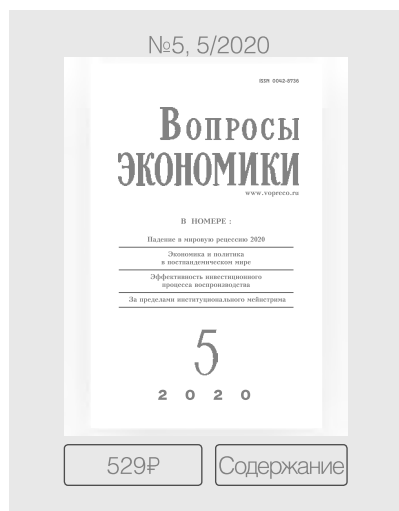 №5, 5/2020
ISSN 0042-8736
ВОПРОСЫ
ЭКОНОМИКИ
www.vopreco.ru
В НОМЕРЕ :
Падение в мировую рецессию 2020
Экономика и политика
в постпандемическом мире
Эффективность инвестиционного
процесса воспроизводства
За пределами институционального мейнстрима
5
2 0 2 0
529₽
Содержание